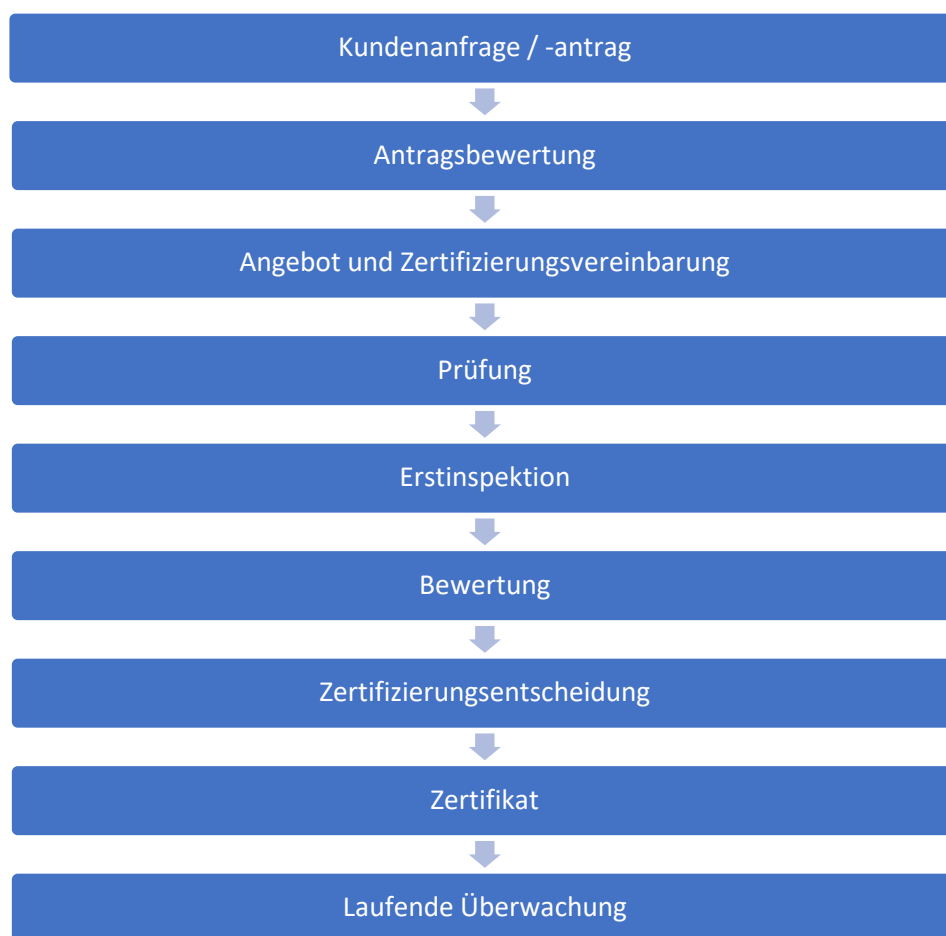 Kundenanfrage / -antrag
Antragsbewertung
Angebot und Zertifizierungsvereinbarung
Prüfung
Erstinspektion
Bewertung
Zertifizierungsentscheidung
Zertifikat
Laufende Überwachung